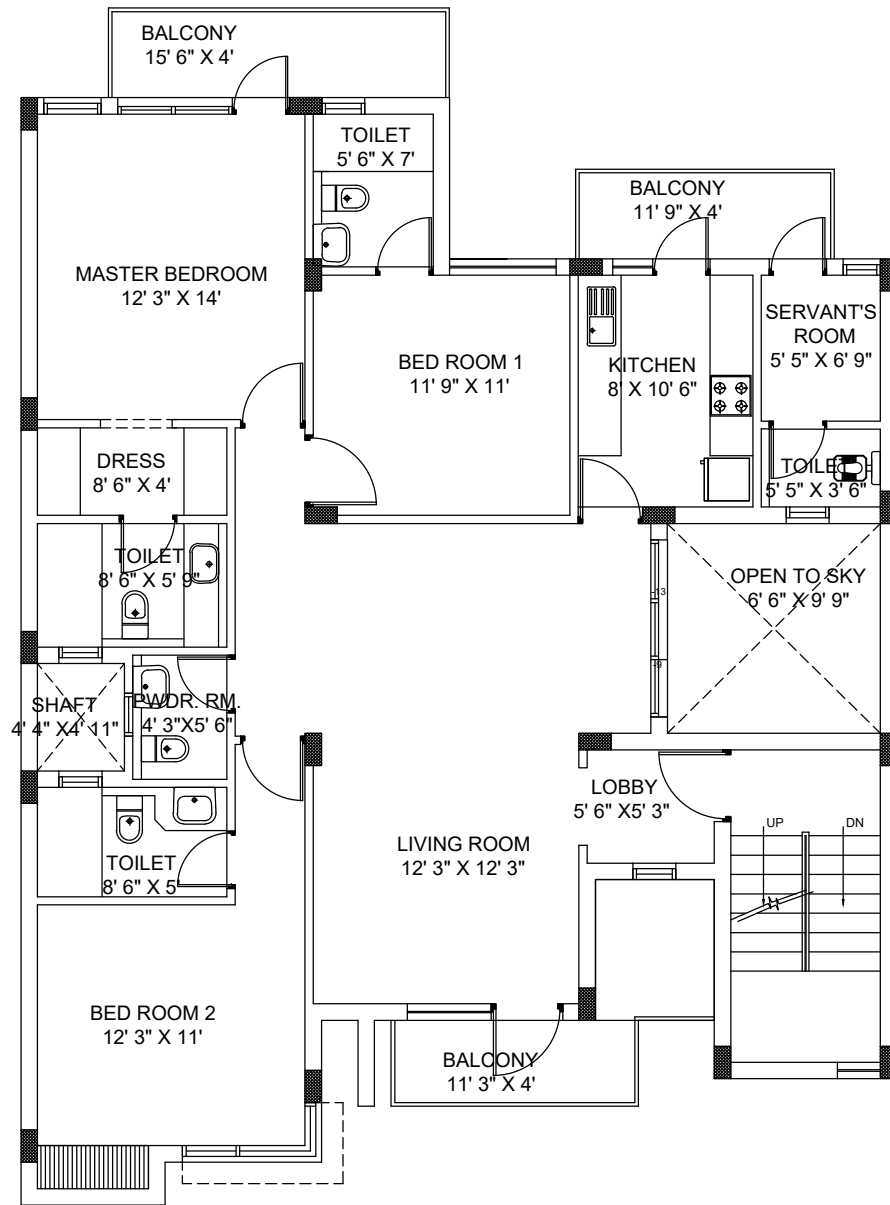 BALCONY
15' 6" X 4'
TOILET
5' 6" X 7'
BALCONY
11' 9" X 4'
MASTER BEDROOM
12' 3" X 14'
SERVANT'S
ROOM
5' 5" X 6' 9"
BED ROOM 1
11' 9" X 11'
KITCHEN
8' X 10' 6"
DRESS
8' 6" X 4'
TOILET
5' 5" X 3' 6"
TOILET
8' 6" X 5' 9"
OPEN TO SKY
6' 6" X 9' 9"
-13
-9
SHAFT
4' 4" X4' 11"
PWDR. RM.
4' 3"X5' 6"
LOBBY
5' 6"X5' 3"
UP
DN
LIVING ROOM
12' 3" X 12' 3"
TOILET
8' 6" X 5'
BED ROOM 2
12' 3" X 11'
BALCONY
11' 3" X 4'